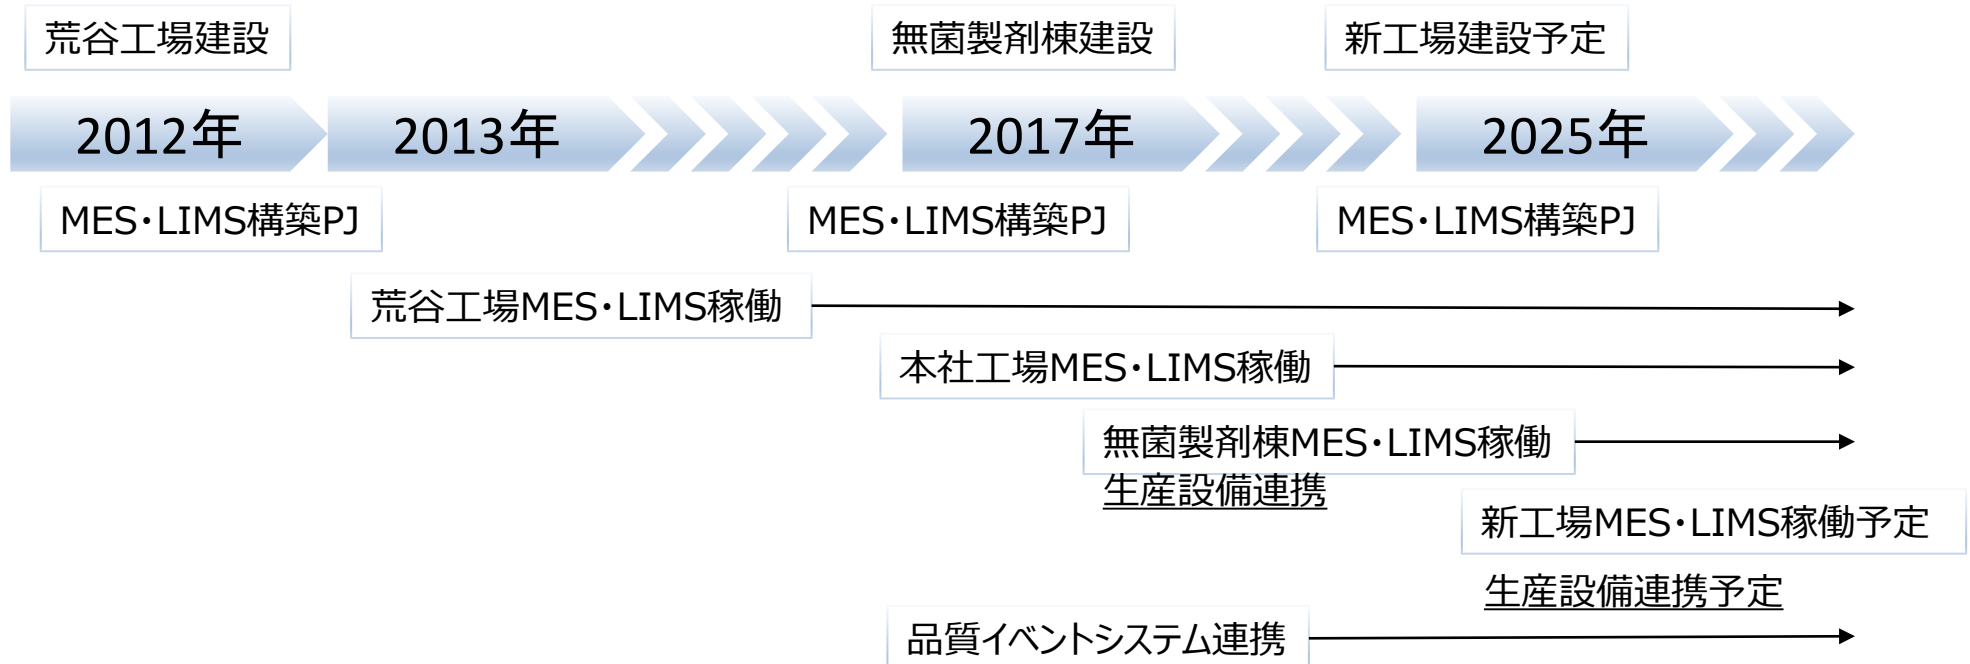 荒谷工場建設
無菌製剤棟建設
新工場建設予定
2012年
2013年
2017年
2025年
MES・LIMS構築PJ
MES・LIMS構築PJ
MES・LIMS構築PJ
荒谷工場MES・LIMS稼働
本社工場MES・LIMS稼働
無菌製剤棟MES・LIMS稼働
生産設備連携
新工場MES・LIMS稼働予定
生産設備連携予定
品質イベントシステム連携